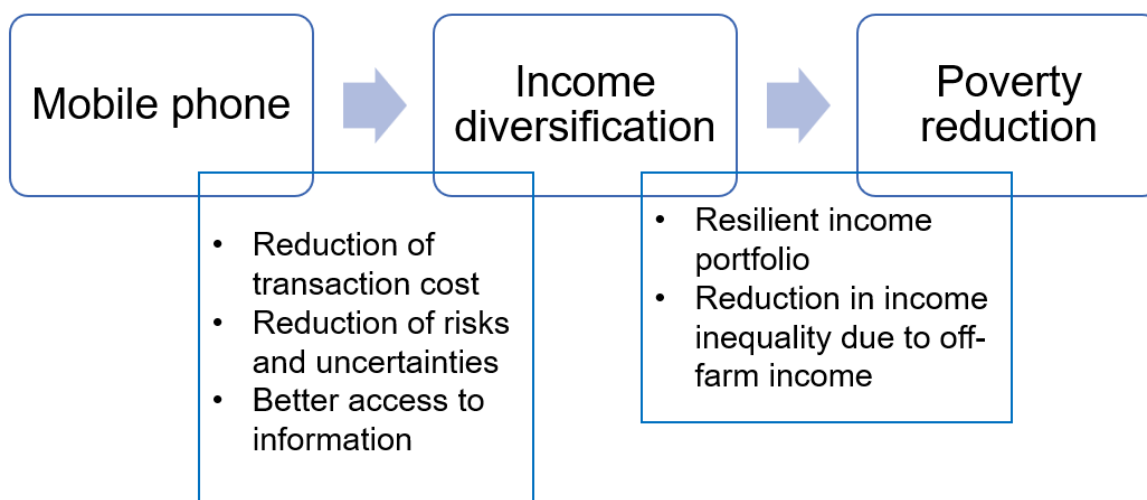 Mobile phone
Income
diversification
Poverty
reduction
• Reduction of
transaction cost
• Reduction of risks
and uncertainties
• Better access to
information
• Resilient income
portfolio
• Reduction in income
inequality due to off-
farm income